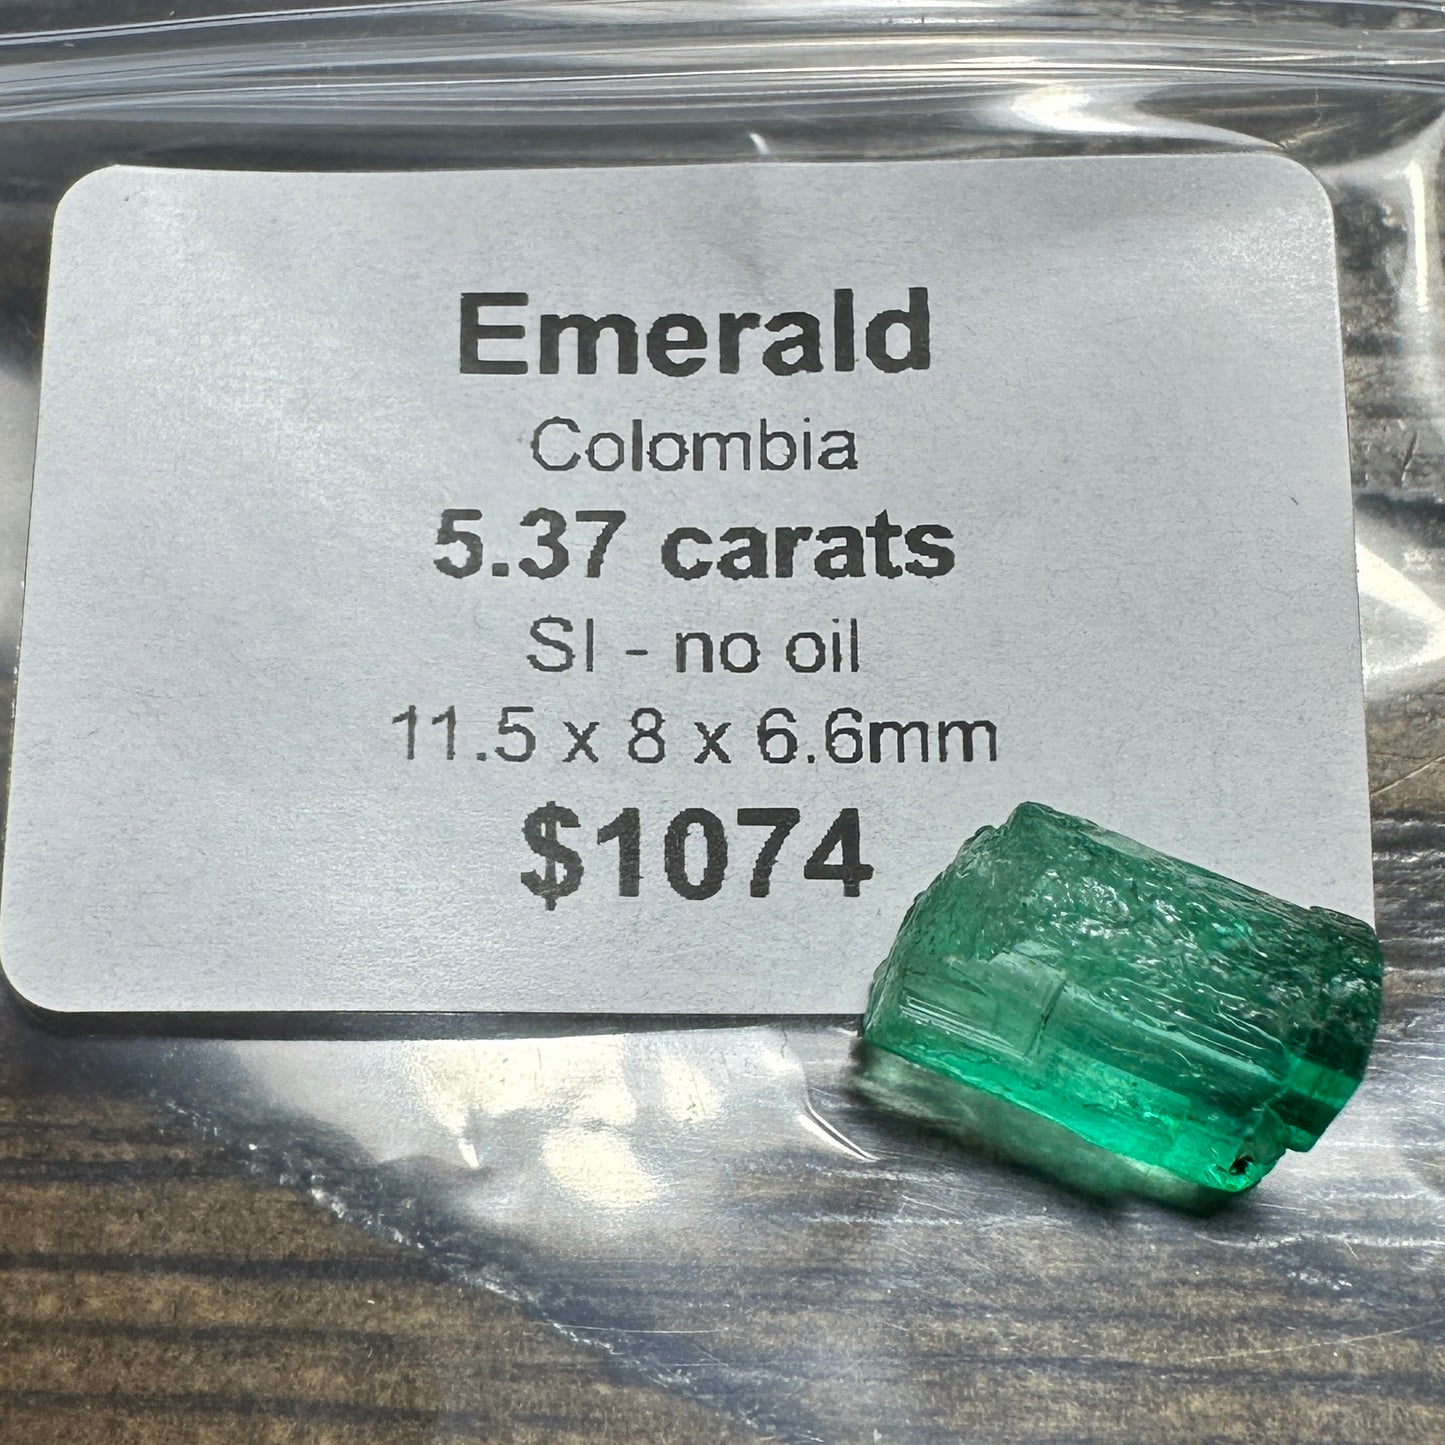 Emerald
Colombia
5.37 carats
SI - no oil
11.5 x 8 x 6.6mm
$1074